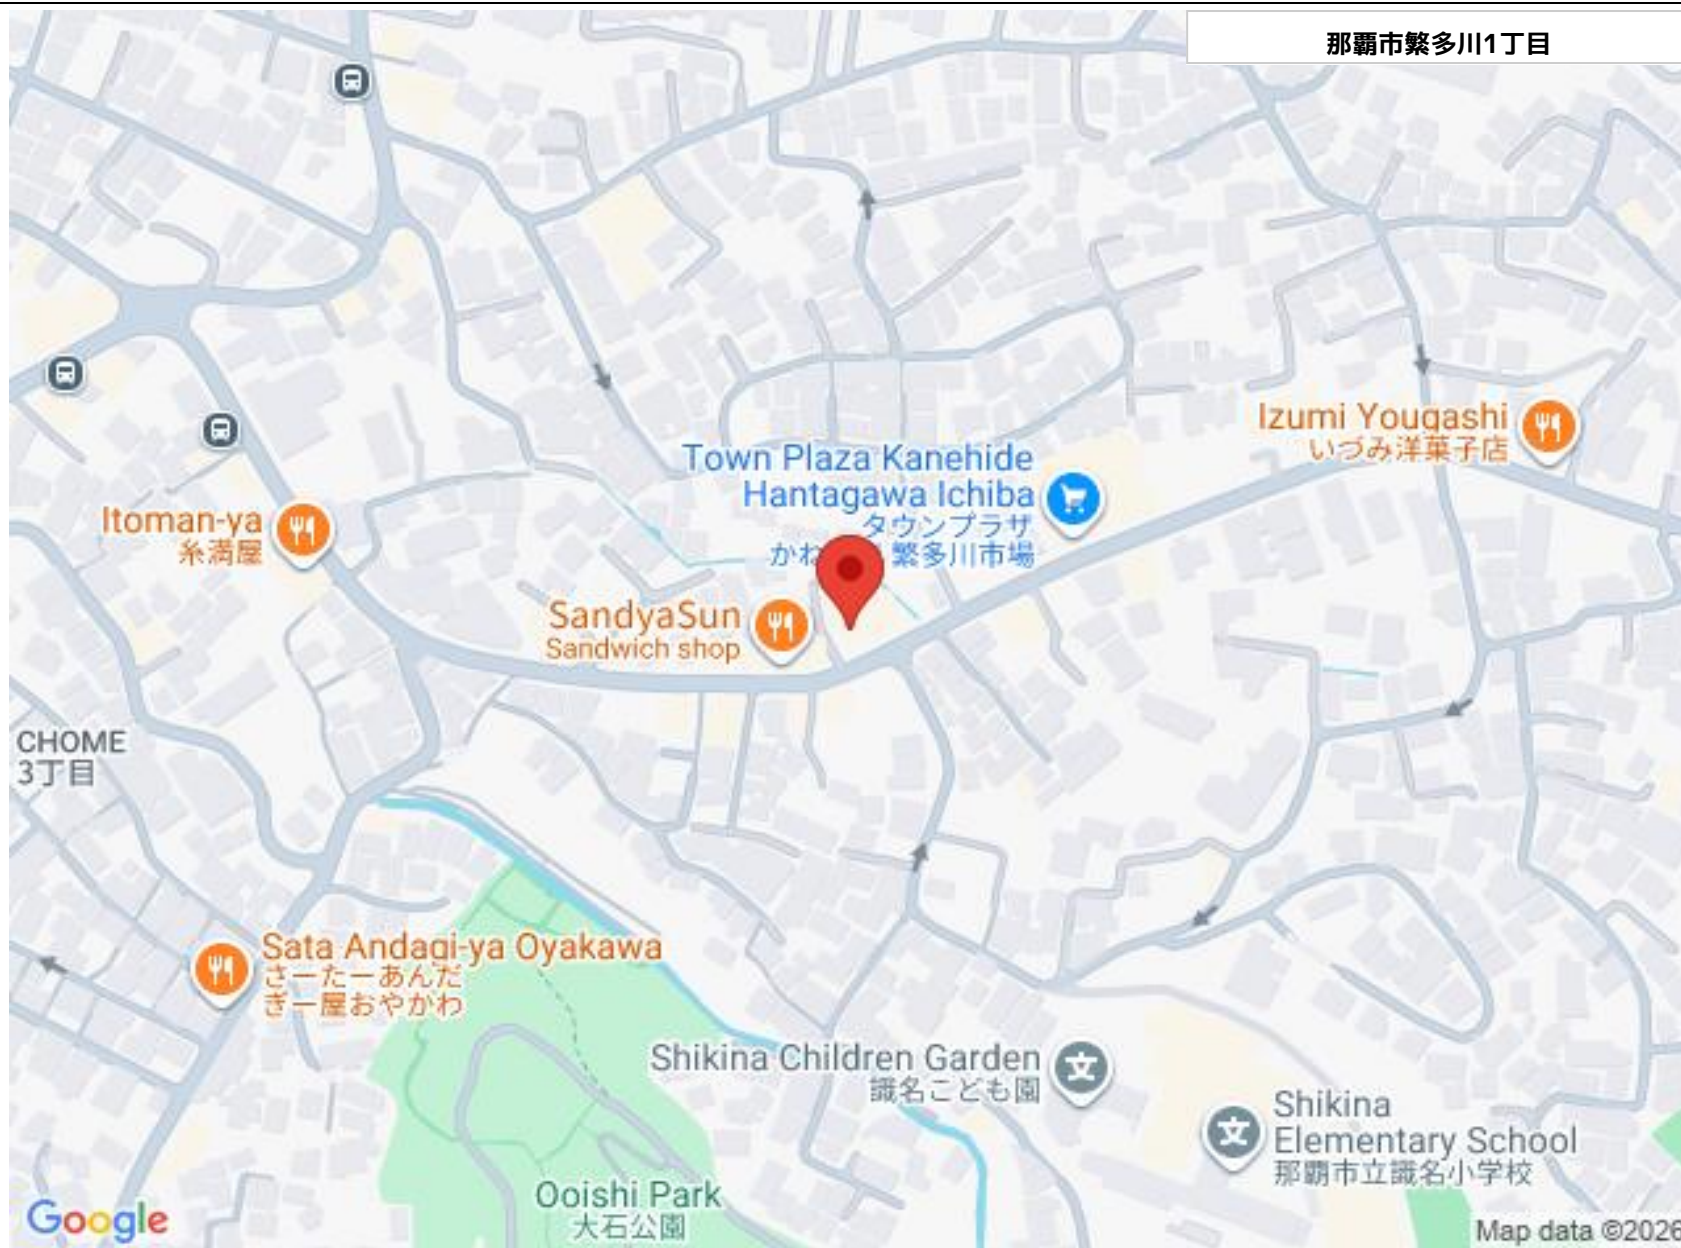 那覇市繁多川1丁目
Izumi Yougashi
いづみ洋菓子店
Town Plaza Kanehide
Hantagawa Ichiba
タウンプラザ
かね
繁多川市場
Itoman-ya
糸満屋
SandyaSun
Sandwich shop
CHOME
3丁目
Sata Andagi-ya Oyakawa
さーたーあんだ
ぎー屋おやかわ
Shikina Children Garden
識名こども園
Shikina
Elementary School
那覇市立識名小学校
Ooishi Park
大石公園
Google
Map data ©2026